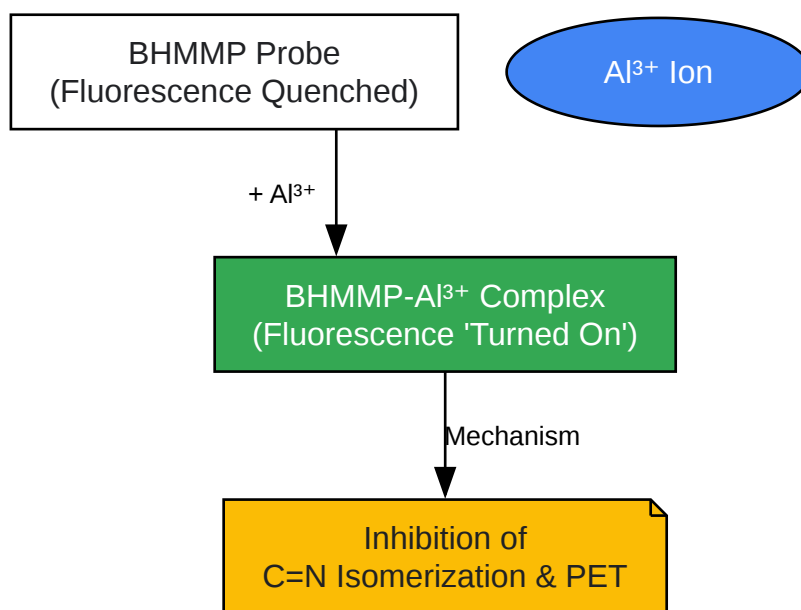 BHMMP Probe
(Fluorescence Quenched)
Al³⁺ Ion
+ Al³⁺
BHMMP-Al³⁺ Complex
(Fluorescence 'Turned On')
Mechanism
Inhibition of
C=N Isomerization & PET